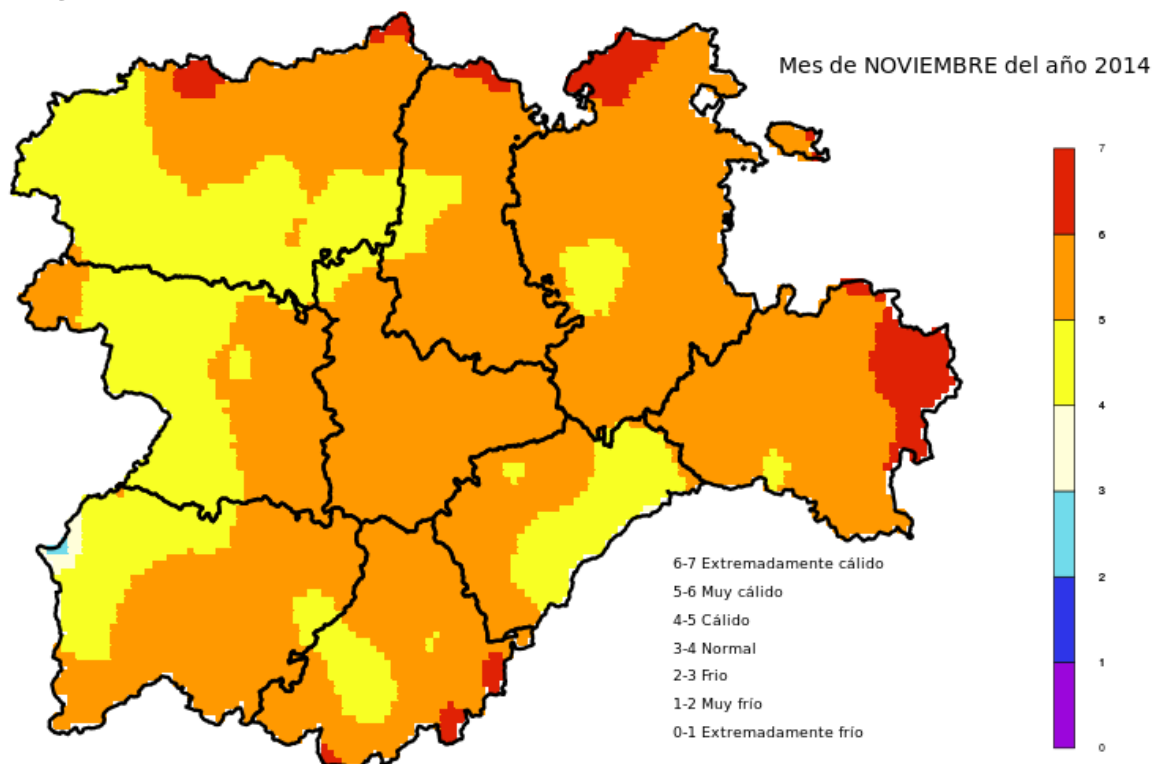 Mes de NOVIEMBRE del año 2014
7
6
5
4
3
2
1
0
6-7 Extremadamente cálido
5-6 Muy cálido
4-5 Cálido
3-4 Normal
2-3 Frio
1-2 Muy frío
0-1 Extremadamente frío